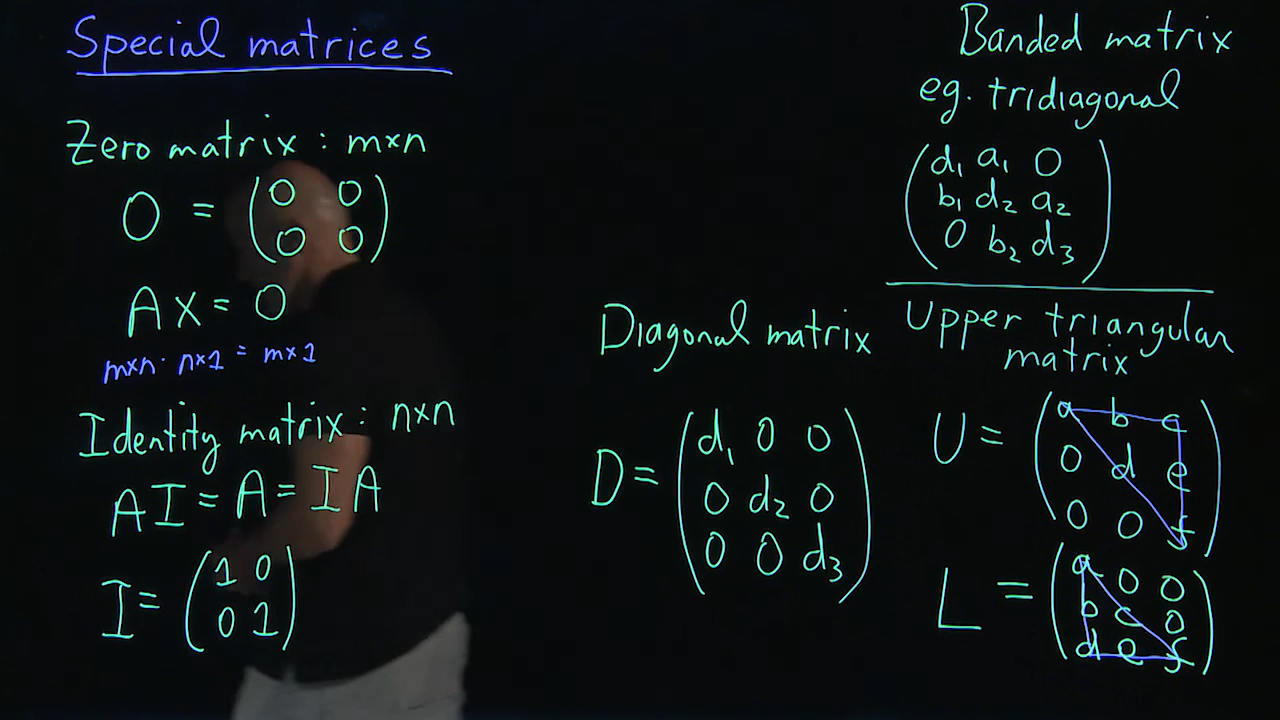 Special matrices
Zero matrix : m×n
0 = (0 0
0 0)
Ax = 0
m×n · n×1 = m×1
Identity matrix : n×n
AI = A = IA
I = (1 0
0 1)
Diagonal matrix
D = (d₁ 0 0
0 d₂ 0
0 0 d₃)
Banded matrix
eg. tridiagonal
(d₁ a₁ 0
b₁ d₂ a₂
0 b₂ d₃)
Upper triangular
matrix
U = (a b c
0 d e
0 0 f)
L = (a 0 0
b c 0
d e f)